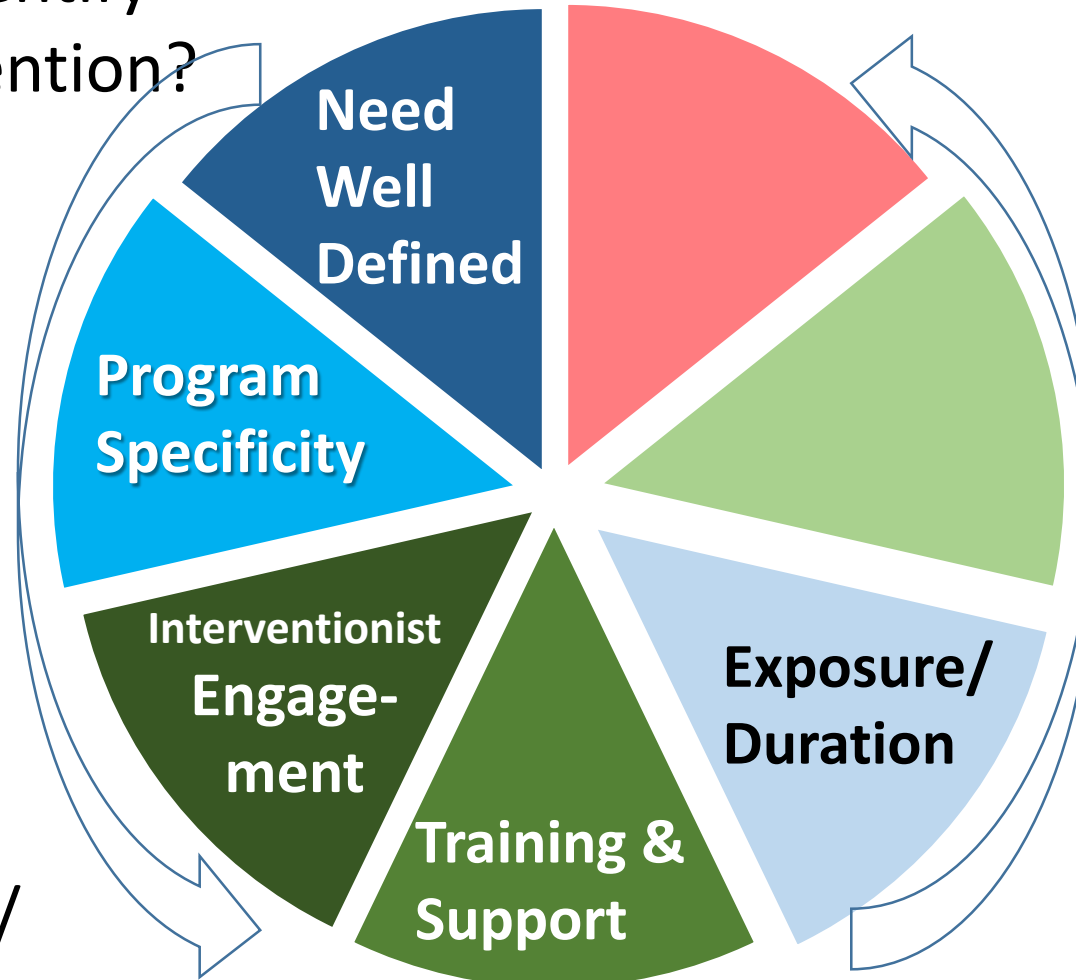 ention?
Need
Well
Defined
Program
Specificity
Interventionist
Engage-
ment
Exposure/
Duration
Training &
Support
/